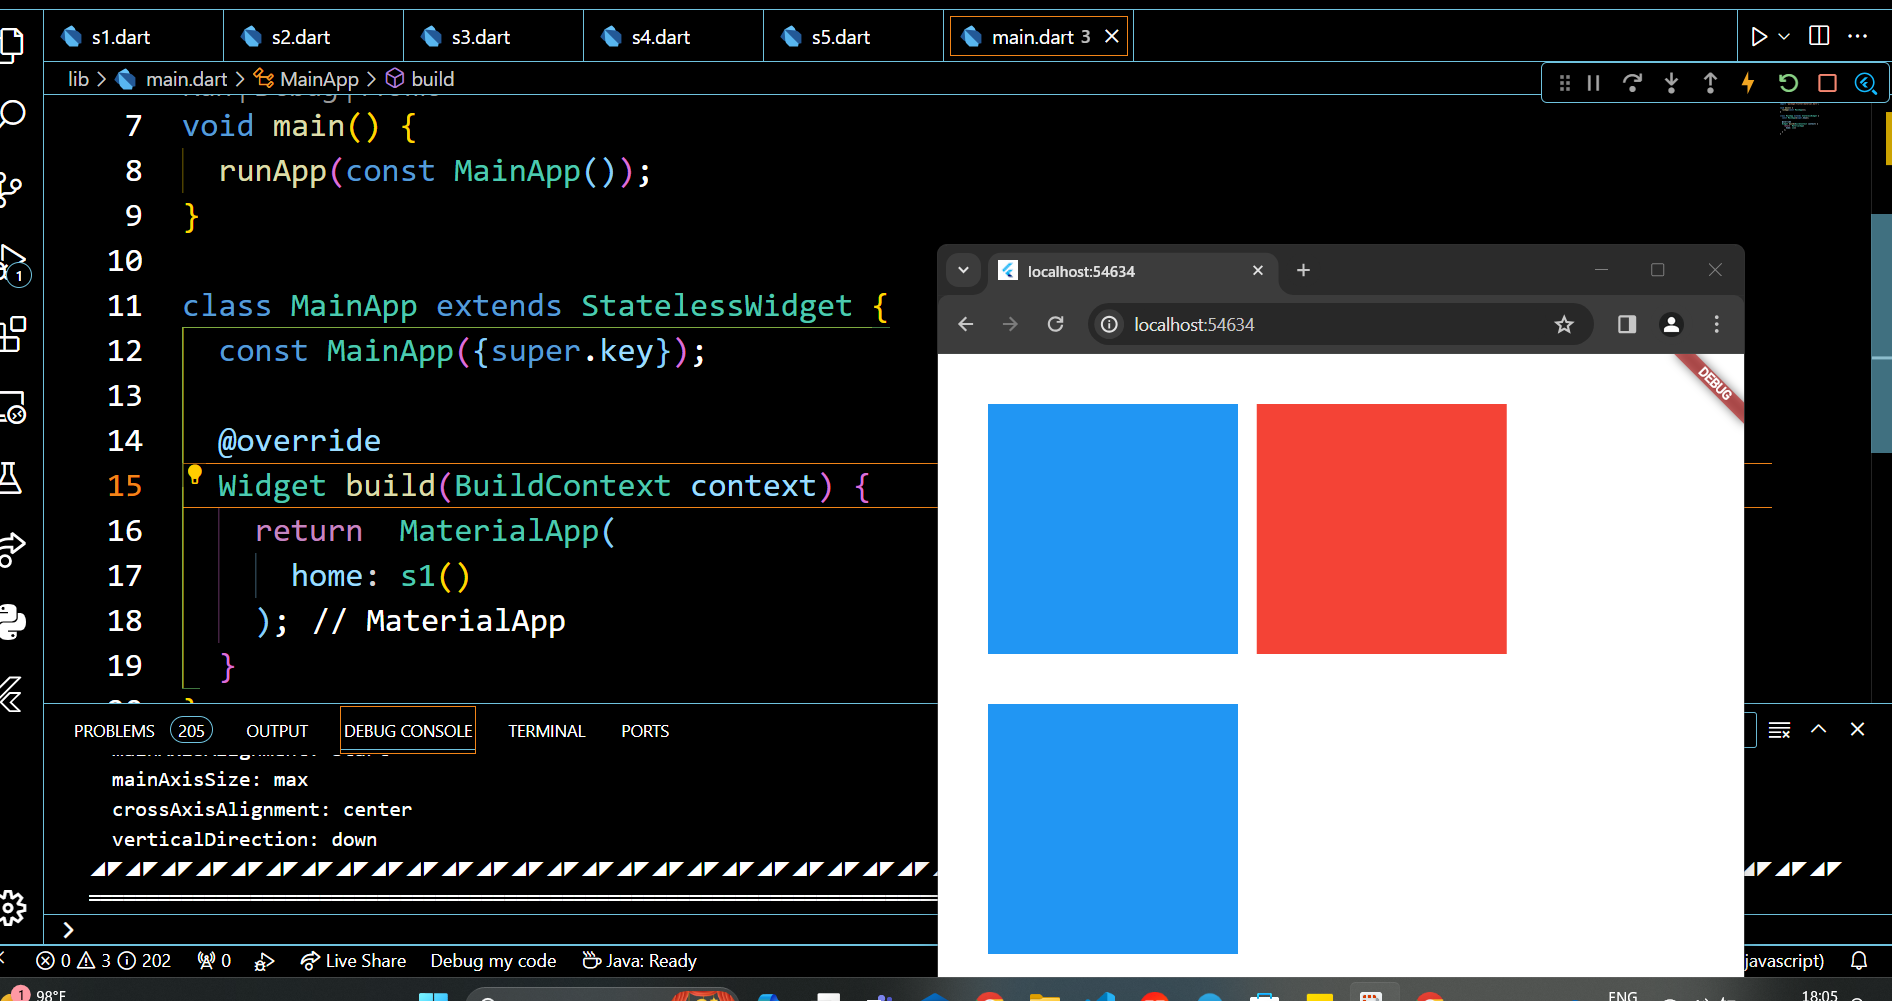 s1.dart
s2.dart
s3.dart
s4.dart
s5.dart
main.dart 3
lib > main.dart > MainApp > build
7 void main() {
8 runApp(const MainApp());
9 }
10
11 class MainApp extends StatelessWidget {
12 const MainApp({super.key});
13
14 @override
15 Widget build(BuildContext context) {
16 return MaterialApp(
17 home: s1()
18 ); // MaterialApp
19 }
1
localhost:54634
localhost:54634
DEBUG
PROBLEMS 205 OUTPUT DEBUG CONSOLE TERMINAL PORTS
mainAxisSize: max
crossAxisAlignment: center
verticalDirection: down
>
0 3 202 0 Live Share Debug my code Java: Ready
javascript)
1 98°F
ENG
18:05